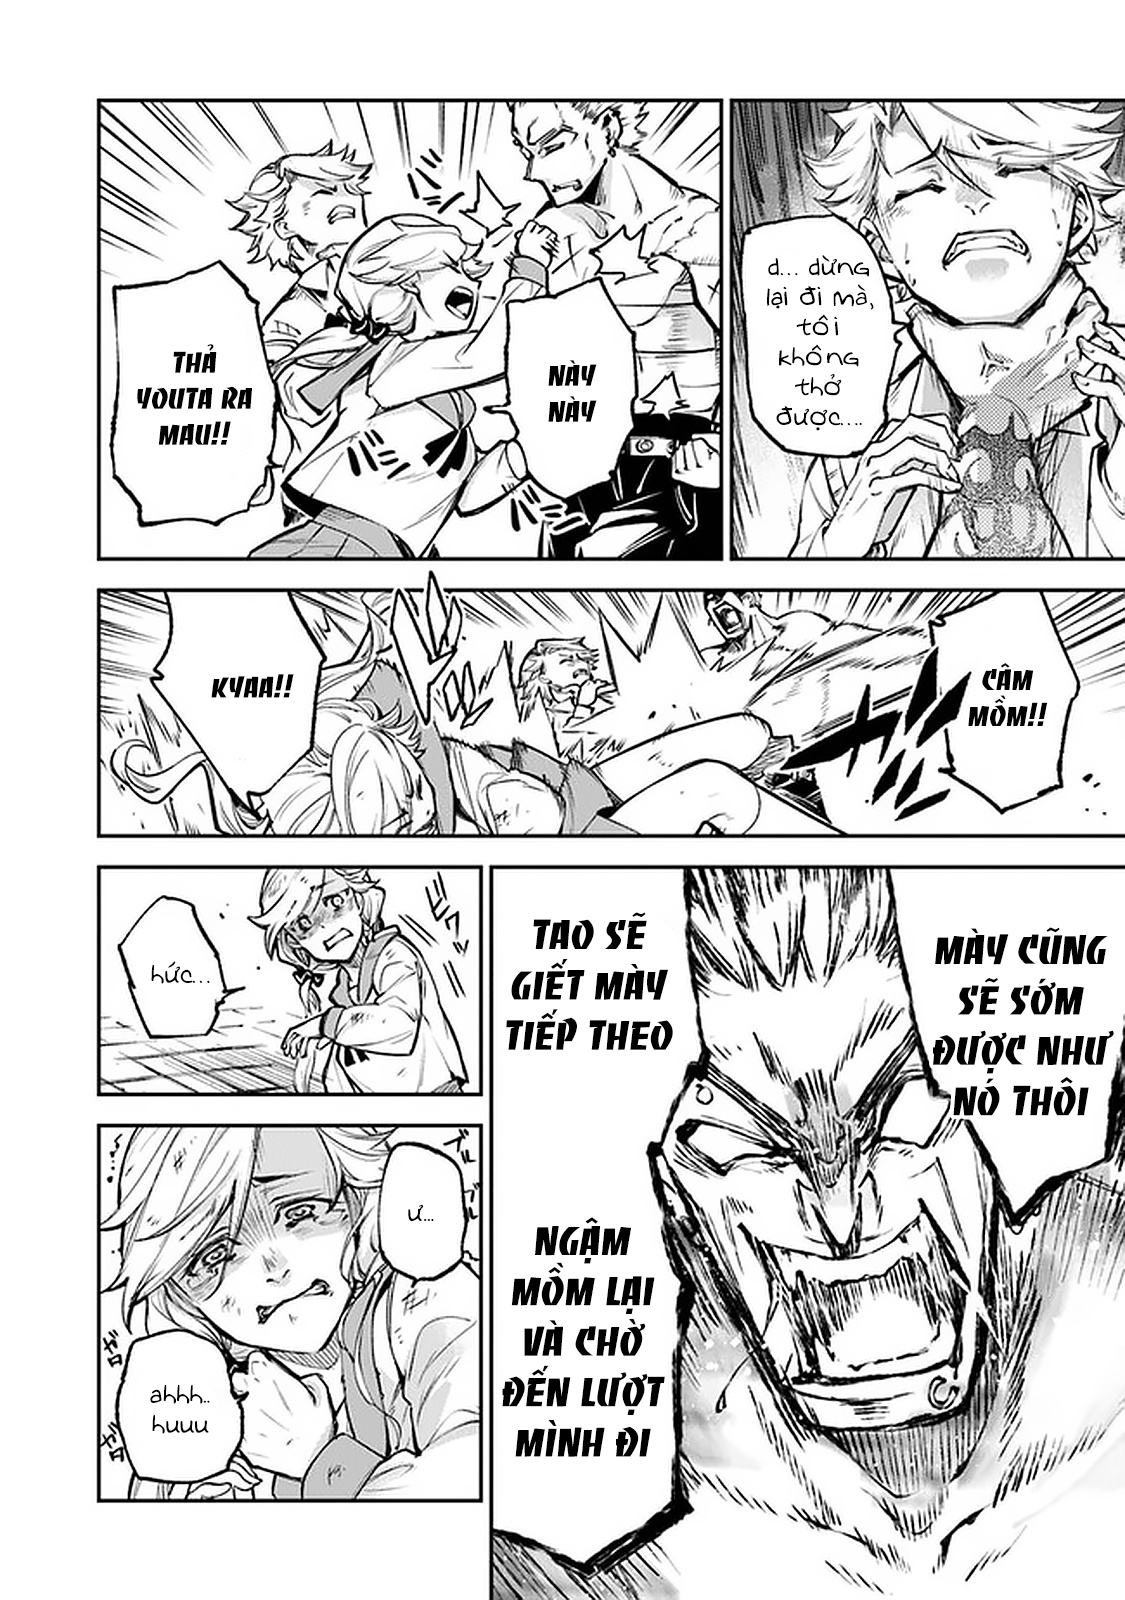 d... dừng
lại đi mà,
tôi
không
thở
được....
NÀY
NÀY
THẢ
YOUTA RA
MAU!!
CÂM
MỒM!!
KYAA!!
MÀY CŨNG
SẼ SỚM
ĐƯỢC NHƯ
NÓ THÔI
TAO SẼ
GIẾT MÀY
TIẾP THEO
NGẬM
MỒM LẠI
VÀ CHỜ
ĐẾN LƯỢT
MÌNH ĐI
hức...
ư...
ahhh..
huuu